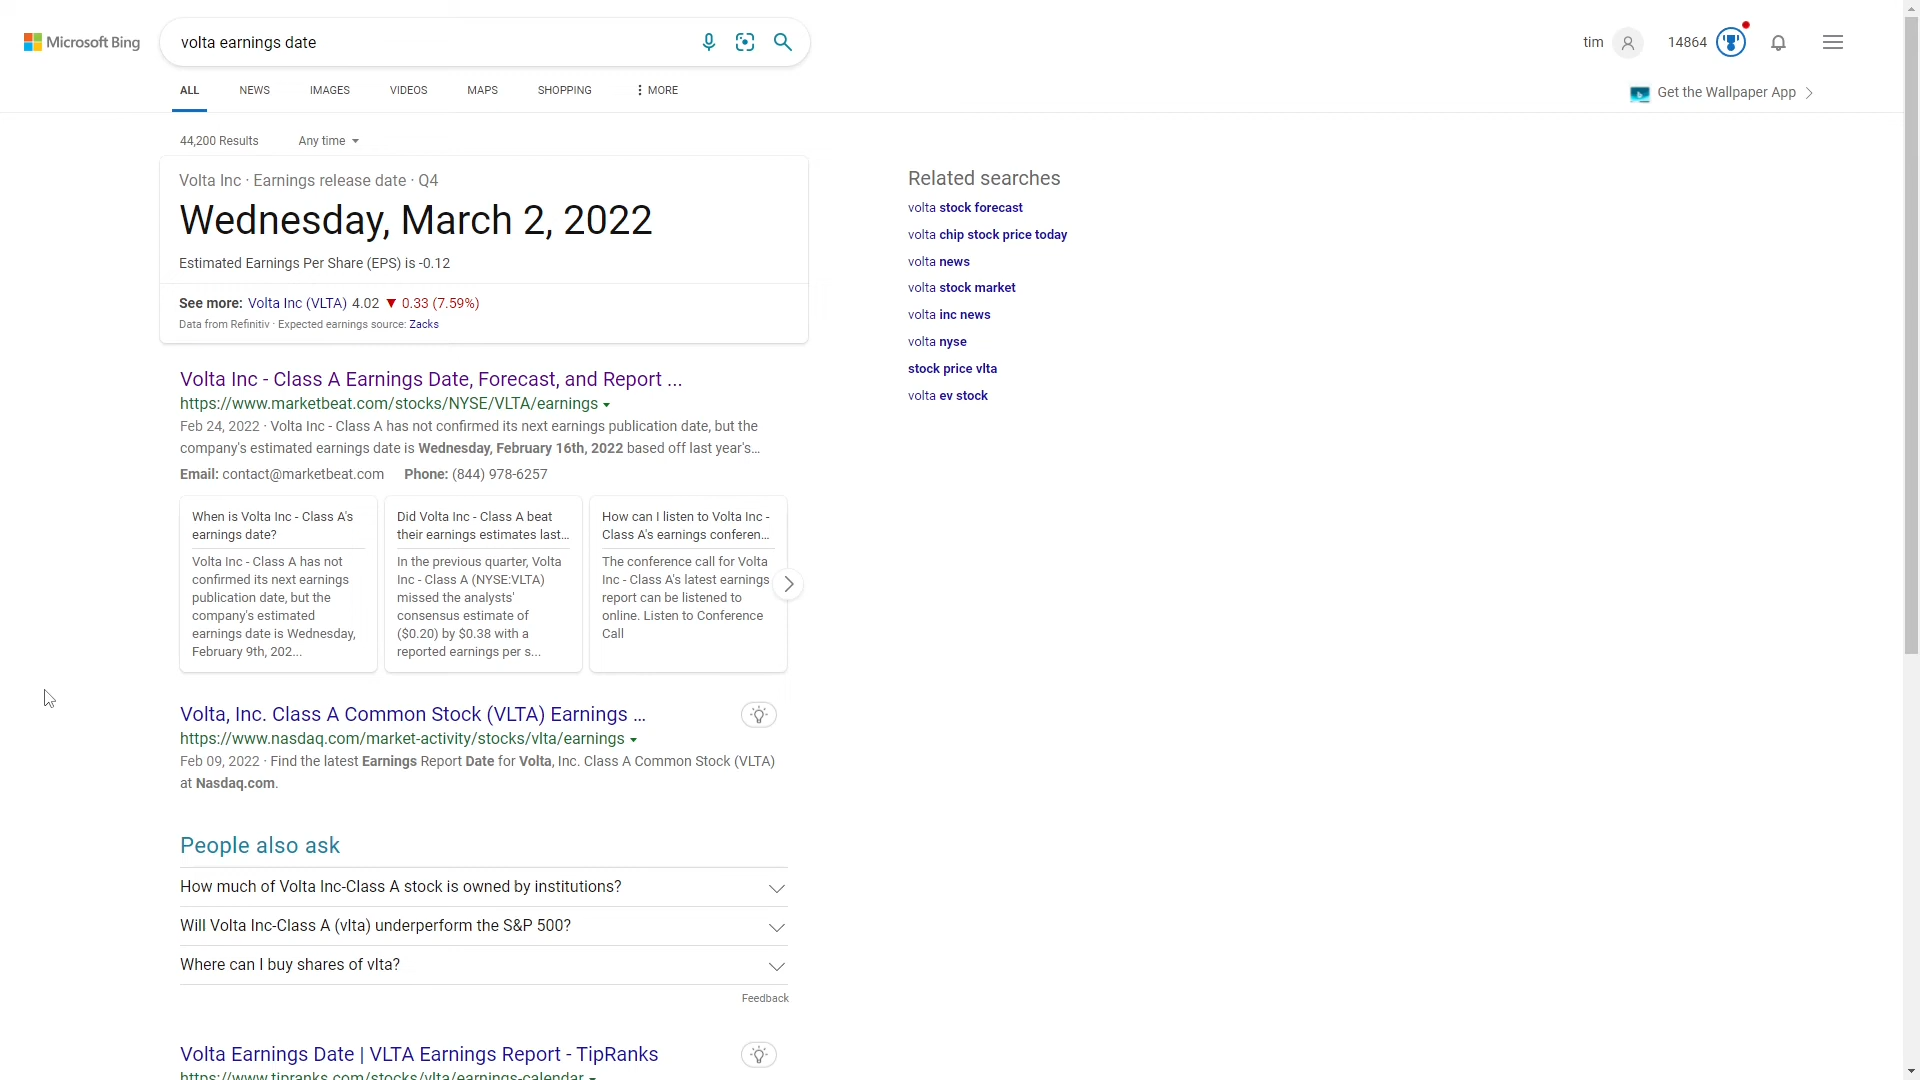 Microsoft Bing
volta earnings date
tim
14864
ALL
NEWS
IMAGES
VIDEOS
MAPS
SHOPPING
MORE
Get the Wallpaper App
44,200 Results
Any time
Volta Inc · Earnings release date · Q4
Wednesday, March 2, 2022
Estimated Earnings Per Share (EPS) is -0.12
See more: Volta Inc (VLTA) 4.02 ▼ 0.33 (7.59%)
Data from Refinitiv · Expected earnings source: Zacks
Volta Inc - Class A Earnings Date, Forecast, and Report ...
https://www.marketbeat.com/stocks/NYSE/VLTA/earnings
Feb 24, 2022 · Volta Inc - Class A has not confirmed its next earnings publication date, but the
company's estimated earnings date is Wednesday, February 16th, 2022 based off last year's…
Email: contact@marketbeat.com Phone: (844) 978-6257
When is Volta Inc - Class A's
earnings date?
Volta Inc - Class A has not
confirmed its next earnings
publication date, but the
company's estimated
earnings date is Wednesday,
February 9th, 202...
Did Volta Inc - Class A beat
their earnings estimates last…
In the previous quarter, Volta
Inc - Class A (NYSE:VLTA)
missed the analysts'
consensus estimate of
($0.20) by $0.38 with a
reported earnings per s...
How can I listen to Volta Inc -
Class A's earnings conferen…
The conference call for Volta
Inc - Class A's latest earnings
report can be listened to
online. Listen to Conference
Call
Volta, Inc. Class A Common Stock (VLTA) Earnings …
https://www.nasdaq.com/market-activity/stocks/vlta/earnings
Feb 09, 2022 · Find the latest Earnings Report Date for Volta, Inc. Class A Common Stock (VLTA)
at Nasdaq.com.
People also ask
How much of Volta Inc-Class A stock is owned by institutions?
Will Volta Inc-Class A (vlta) underperform the S&P 500?
Where can I buy shares of vlta?
Feedback
Volta Earnings Date | VLTA Earnings Report - TipRanks
https://www.tipranks.com/stocks/vlta/earnings-calendar
Related searches
volta stock forecast
volta chip stock price today
volta news
volta stock market
volta inc news
volta nyse
stock price vlta
volta ev stock